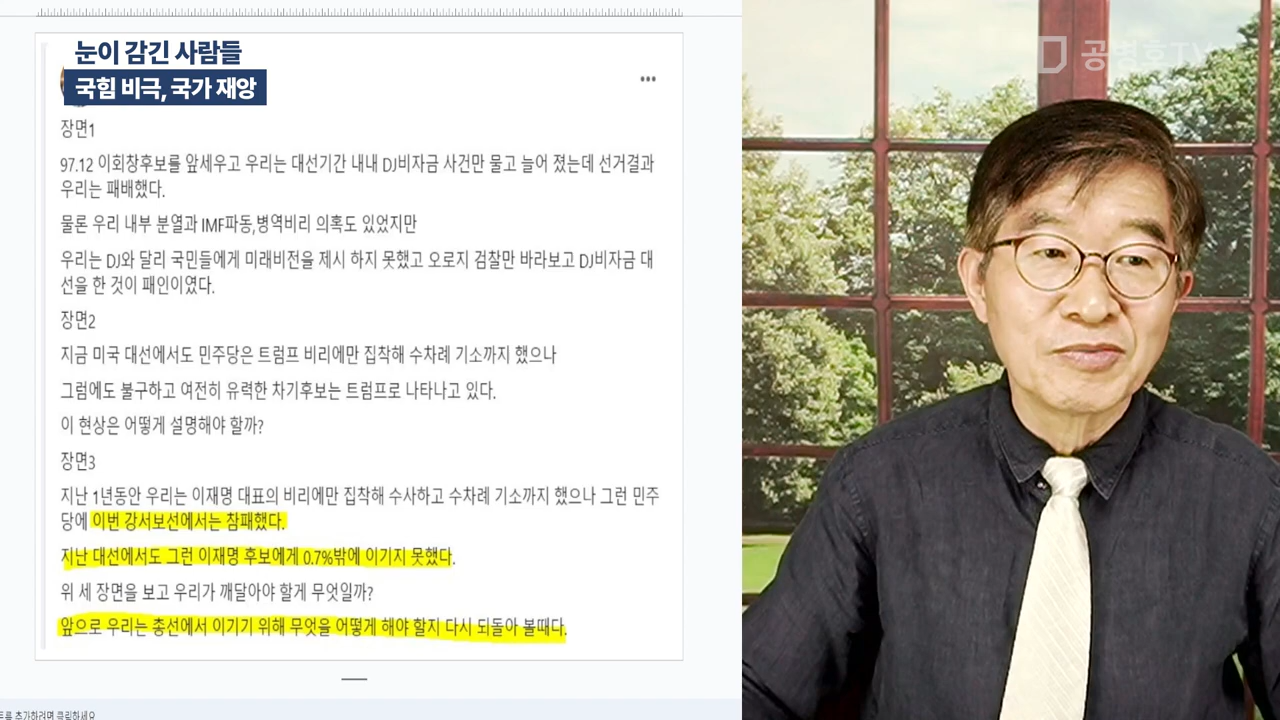 눈이 감긴 사람들
국힘 비극, 국가 재앙
장면1
97.12 이회창후보를 앞세우고 우리는 대선기간 내내 DJ비자금 사건만 물고 늘어 졌는데 선거결과
우리는 패배했다.
물론 우리 내부 분열과 IMF파동,병역비리 의혹도 있었지만
우리는 DJ와 달리 국민들에게 미래비전을 제시 하지 못했고 오로지 검찰만 바라보고 DJ비자금 대
선을 한 것이 패인이였다.
장면2
지금 미국 대선에서도 민주당은 트럼프 비리에만 집착해 수차례 기소까지 했으나
그럼에도 불구하고 여전히 유력한 차기후보는 트럼프로 나타나고 있다.
이 현상은 어떻게 설명해야 할까?
장면3
지난 1년동안 우리는 이재명 대표의 비리에만 집착해 수사하고 수차례 기소까지 했으나 그런 민주
당에 이번 강서보선에서는 참패했다.
지난 대선에서도 그런 이재명 후보에게 0.7%밖에 이기지 못했다.
위 세 장면을 보고 우리가 깨달아야 할게 무엇일까?
앞으로 우리는 총선에서 이기기 위해 무엇을 어떻게 해야 할지 다시 되돌아 볼때다.
트를 추가하려면 클릭하세요
공병호TV